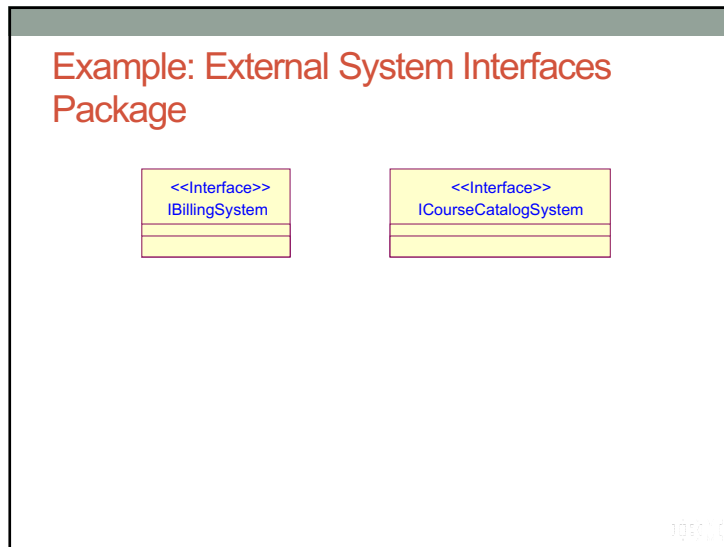 Example: External System Interfaces
Package
<<Interface>>
IBillingSystem
<<Interface>>
ICourseCatalogSystem